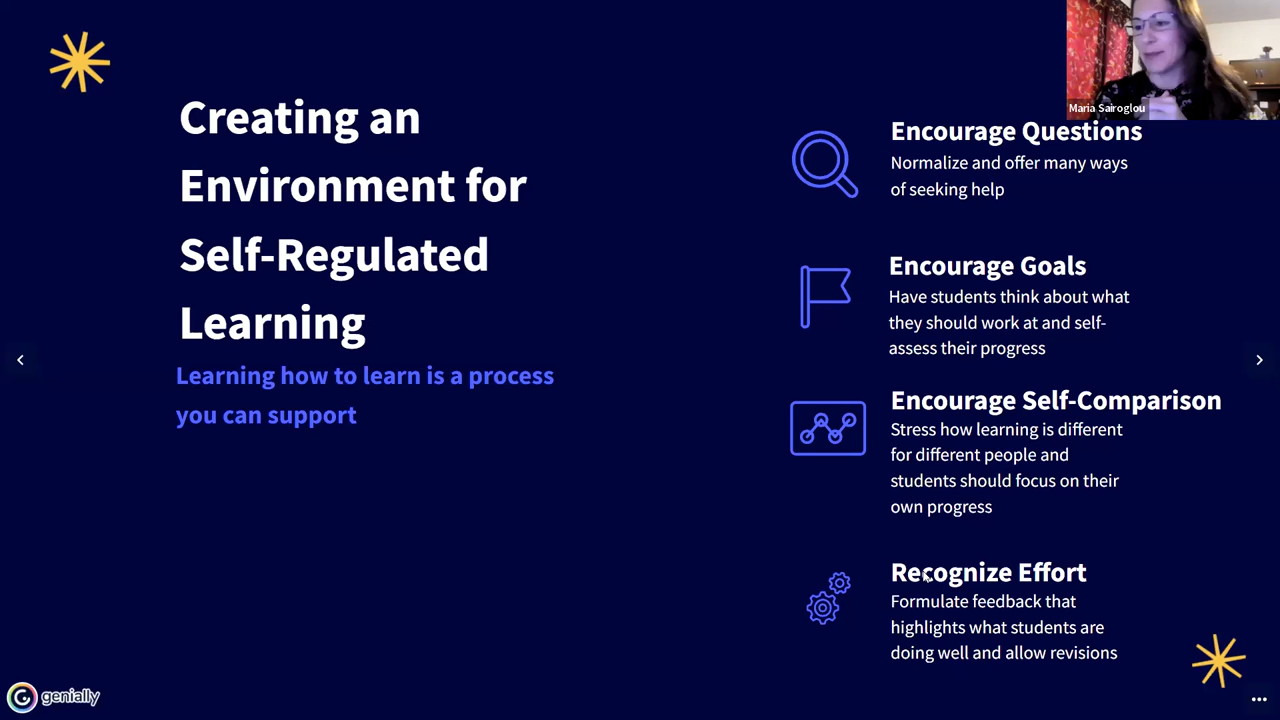 Creating an
Environment for
Self-Regulated
Learning
Learning how to learn is a process
you can support
Maria Sairoglou
Encourage Questions
Normalize and offer many ways
of seeking help
Encourage Goals
Have students think about what
they should work at and self-
assess their progress
Encourage Self-Comparison
Stress how learning is different
for different people and
students should focus on their
own progress
Recognize Effort
Formulate feedback that
highlights what students are
doing well and allow revisions
genially